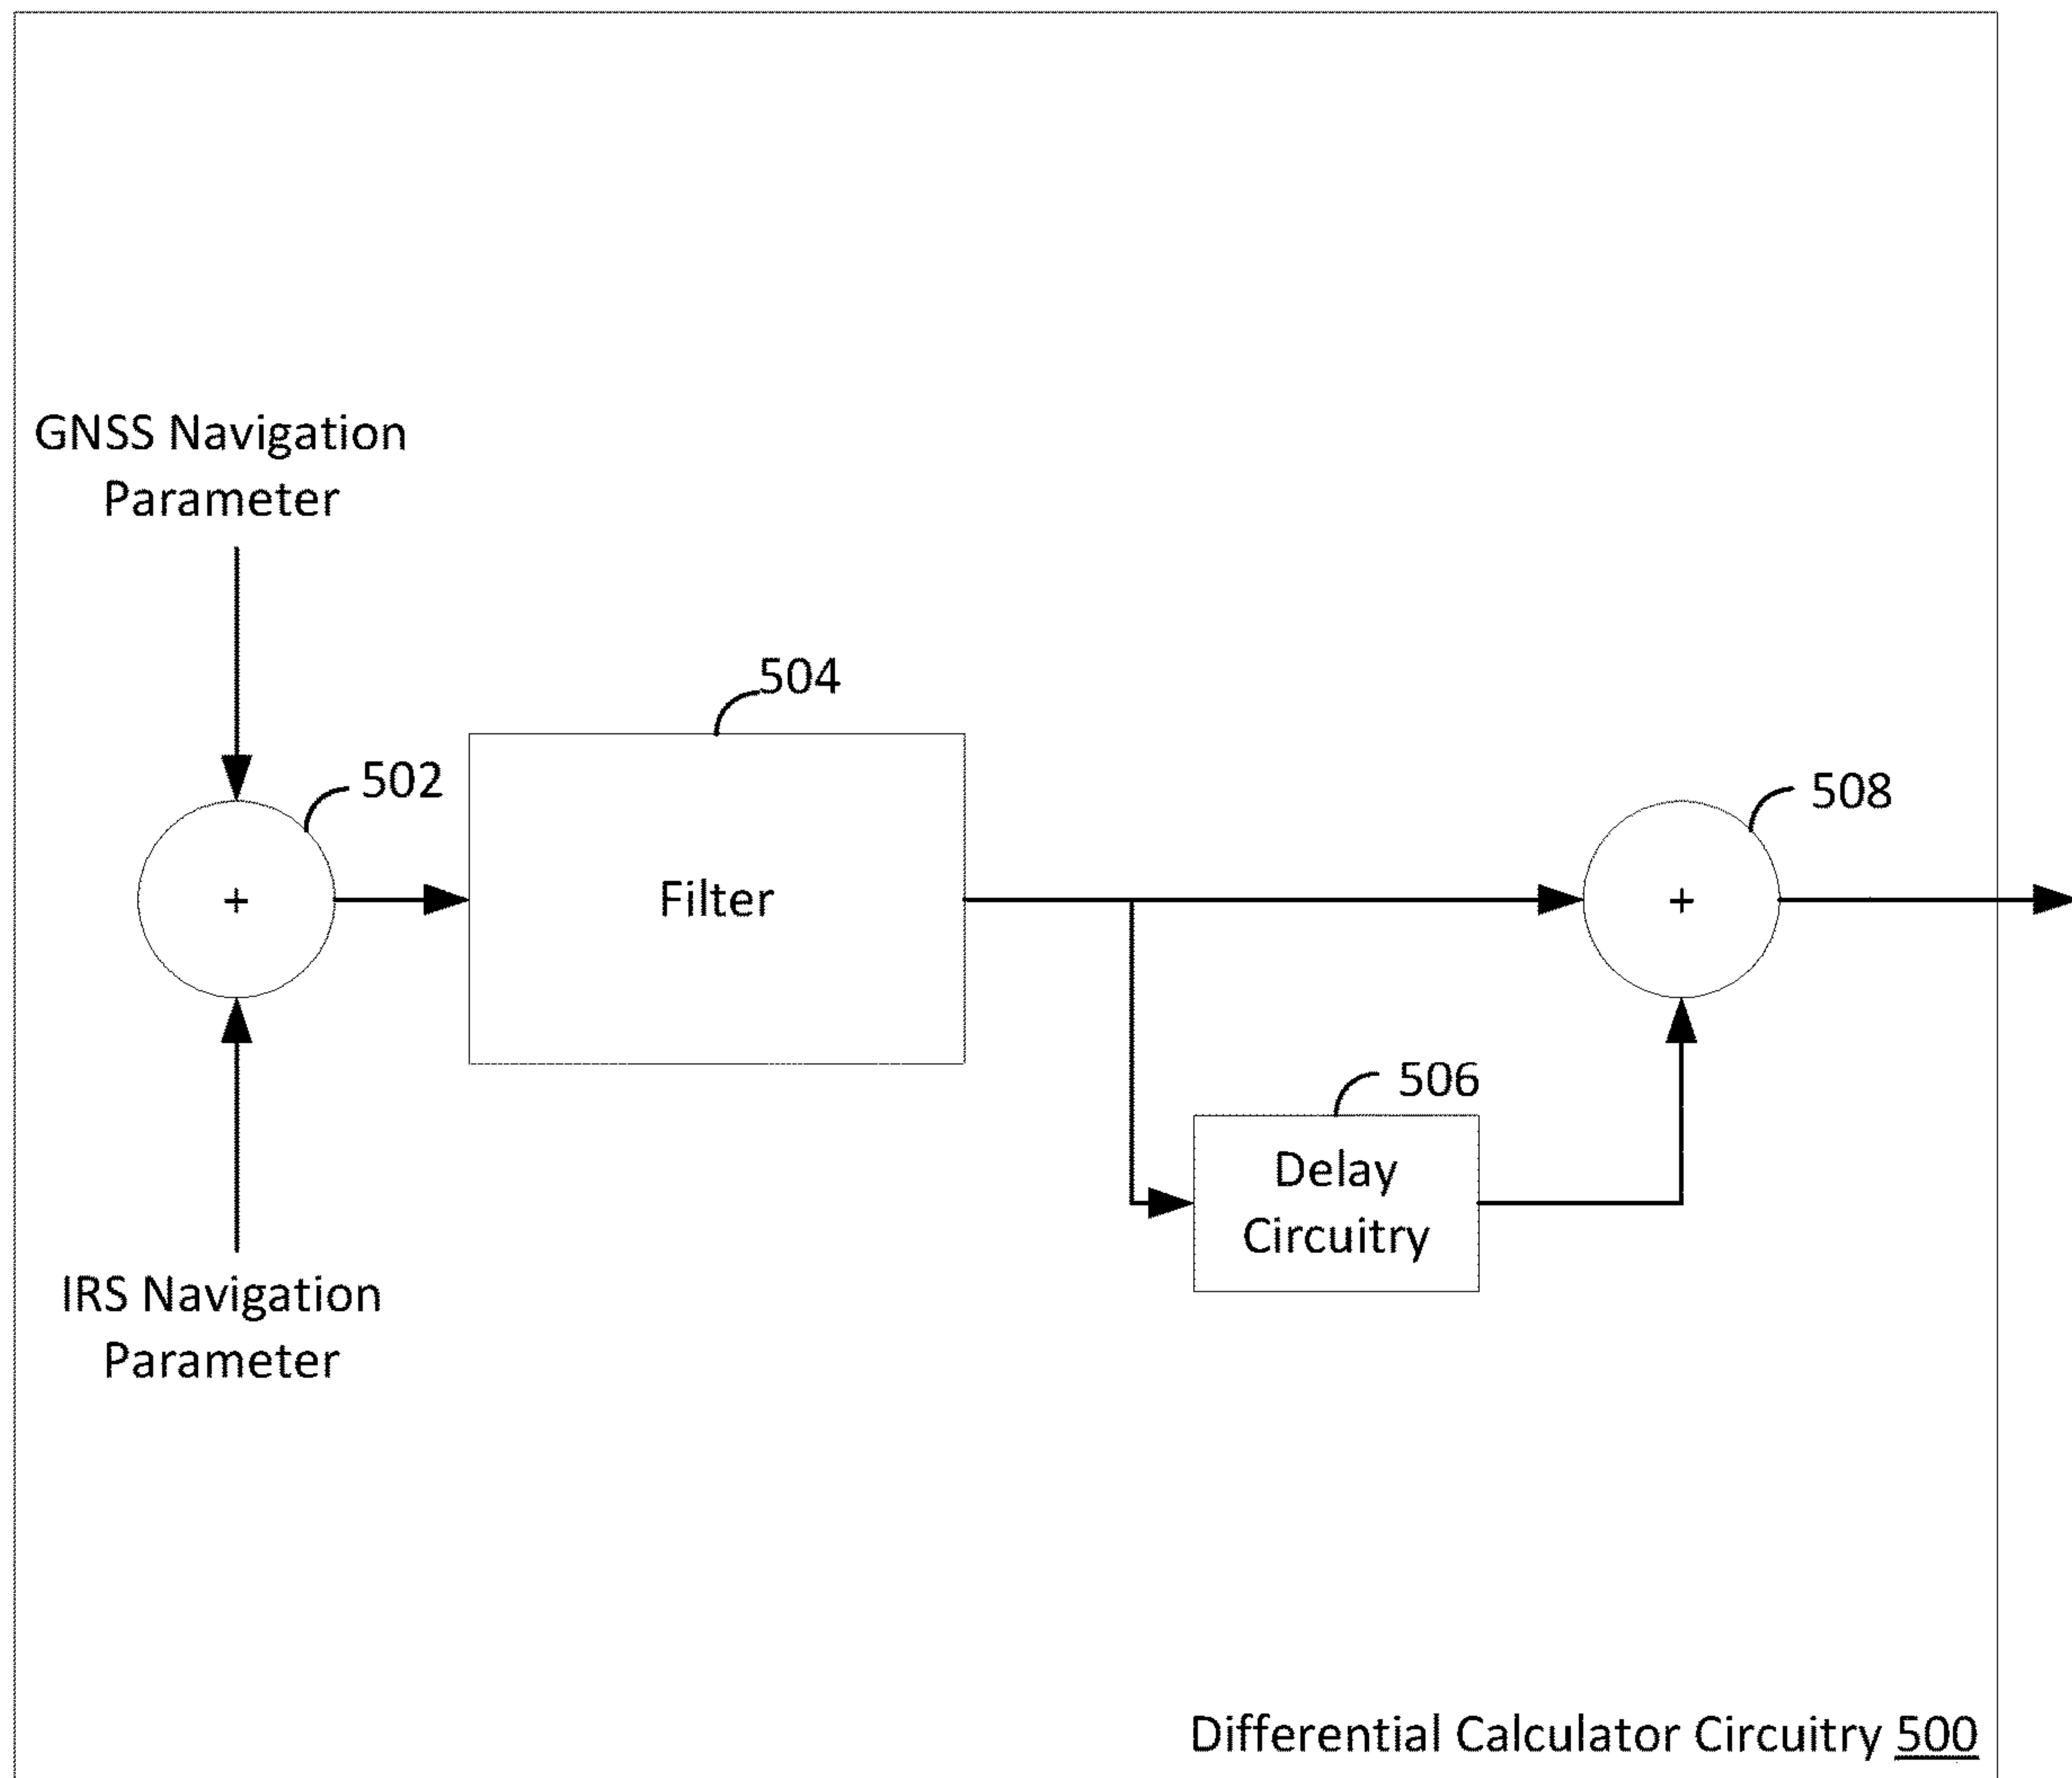 GNSS Navigation
Parameter
504
502
508
+
Filter
+
506
Delay
Circuitry
IRS Navigation
Parameter
Differential Calculator Circuitry 500